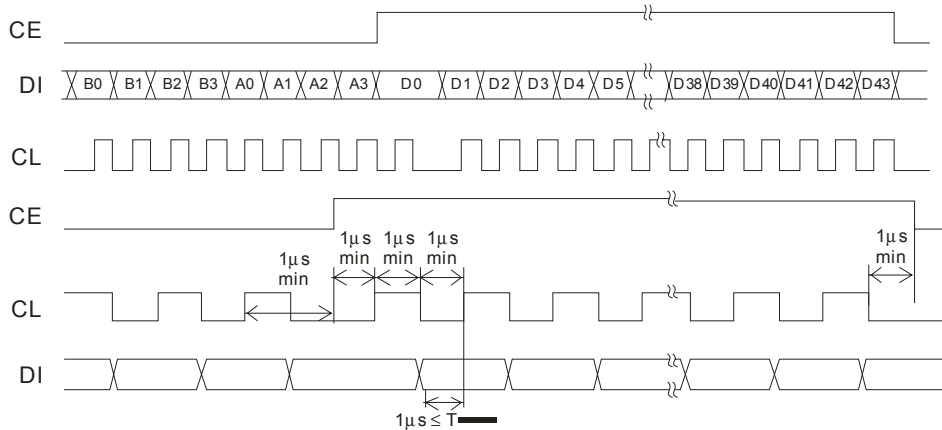 CE
DI B0 B1 B2 B3 A0 A1 A2 A3 D0 D1 D2 D3 D4 D5 D38 D39 D40 D41 D42 D43
CL
CE
1μs min
1μs min
1μs min
1μs min
1μs min
CL
DI
1μs ≤ T